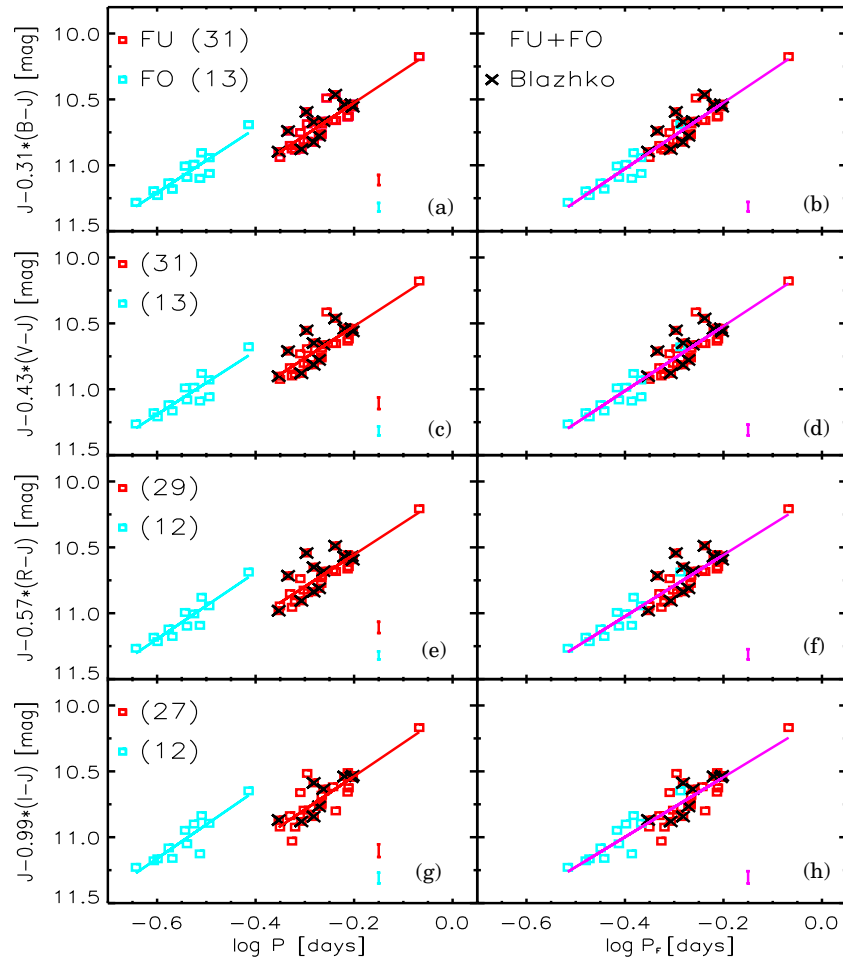 J−0.31*(B−J) [mag]
10.0
10.5
11.0
11.5
FU (31)
FO (13)
(a)
FU+FO
Blazhko
(b)
J−0.43*(V−J) [mag]
10.0
10.5
11.0
11.5
(31)
(13)
(c)
(d)
J−0.57*(R−J) [mag]
10.0
10.5
11.0
11.5
(29)
(12)
(e)
(f)
J−0.99*(I−J) [mag]
10.0
10.5
11.0
11.5
(27)
(12)
(g)
(h)
−0.6 −0.4 −0.2 0.0
−0.6 −0.4 −0.2 0.0
log P [days]
log P_F [days]